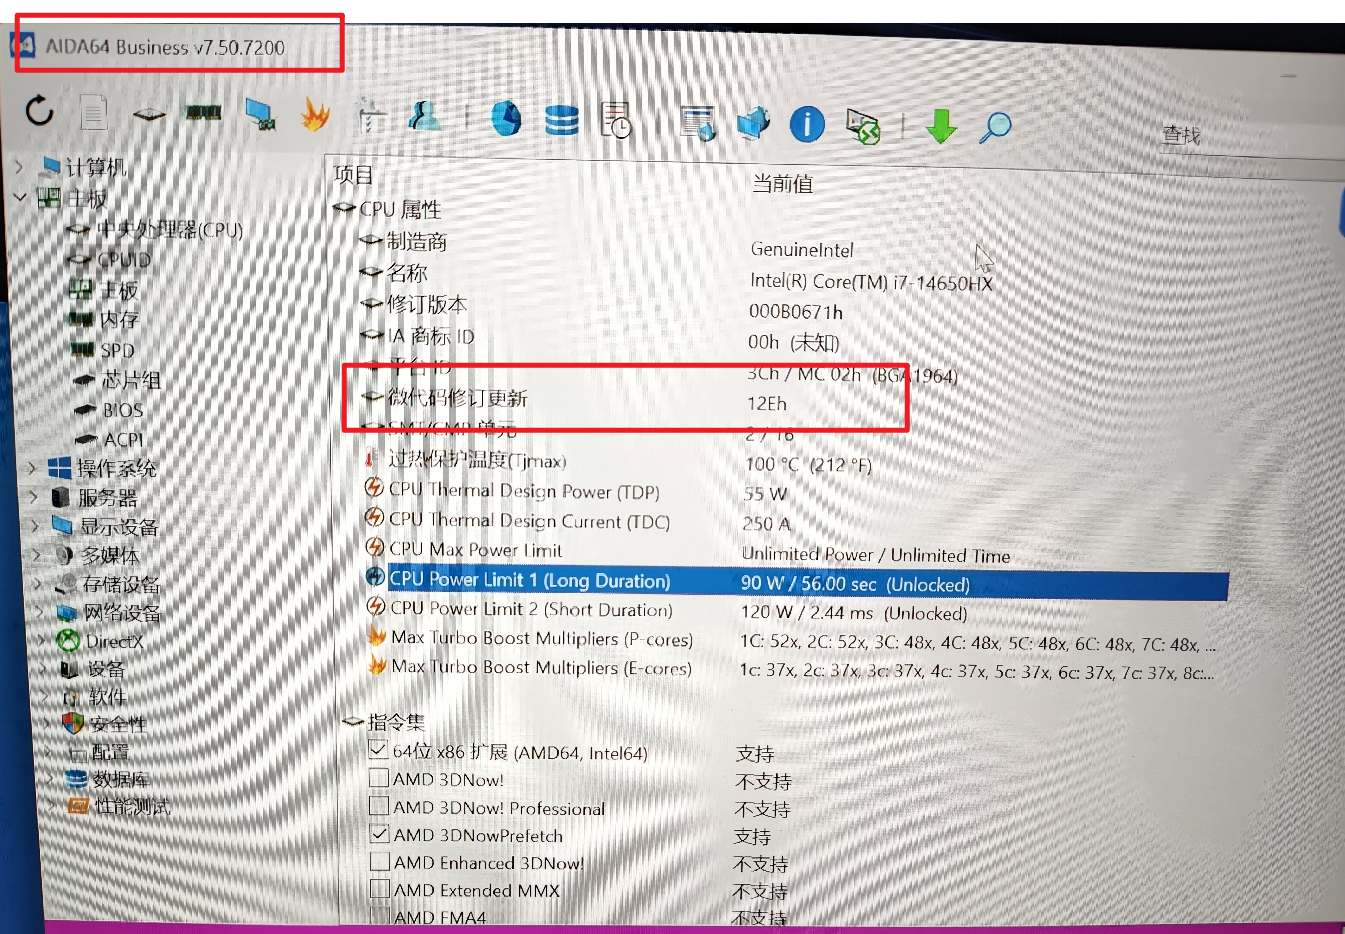 AIDA64 Business v7.50.7200
查找
计算机
主板
中央处理器(CPU)
CPUID
主板
内存
SPD
芯片组
BIOS
ACPI
操作系统
服务器
显示设备
多媒体
存储设备
网络设备
DirectX
设备
软件
安全性
配置
数据库
性能测试
项目 当前值
CPU 属性
制造商 GenuineIntel
名称 Intel(R) Core(TM) i7-14650HX
修订版本 000B0671h
IA 商标 ID 00h (未知)
平台 ID 3Ch / MC 02h (BGA1964)
微代码修订更新 12Eh
SMT/CMP 单元 2 / 16
过热保护温度(Tjmax) 100 °C (212 °F)
CPU Thermal Design Power (TDP) 55 W
CPU Thermal Design Current (TDC) 250 A
CPU Max Power Limit Unlimited Power / Unlimited Time
CPU Power Limit 1 (Long Duration) 90 W / 56.00 sec (Unlocked)
CPU Power Limit 2 (Short Duration) 120 W / 2.44 ms (Unlocked)
Max Turbo Boost Multipliers (P-cores) 1C: 52x, 2C: 52x, 3C: 48x, 4C: 48x, 5C: 48x, 6C: 48x, 7C: 48x, ...
Max Turbo Boost Multipliers (E-cores) 1c: 37x, 2c: 37x, 3c: 37x, 4c: 37x, 5c: 37x, 6c: 37x, 7c: 37x, 8c:...
指令集
64位 x86 扩展 (AMD64, Intel64) 支持
AMD 3DNow! 不支持
AMD 3DNow! Professional 不支持
AMD 3DNowPrefetch 支持
AMD Enhanced 3DNow! 不支持
AMD Extended MMX 不支持
AMD FMA4 不支持